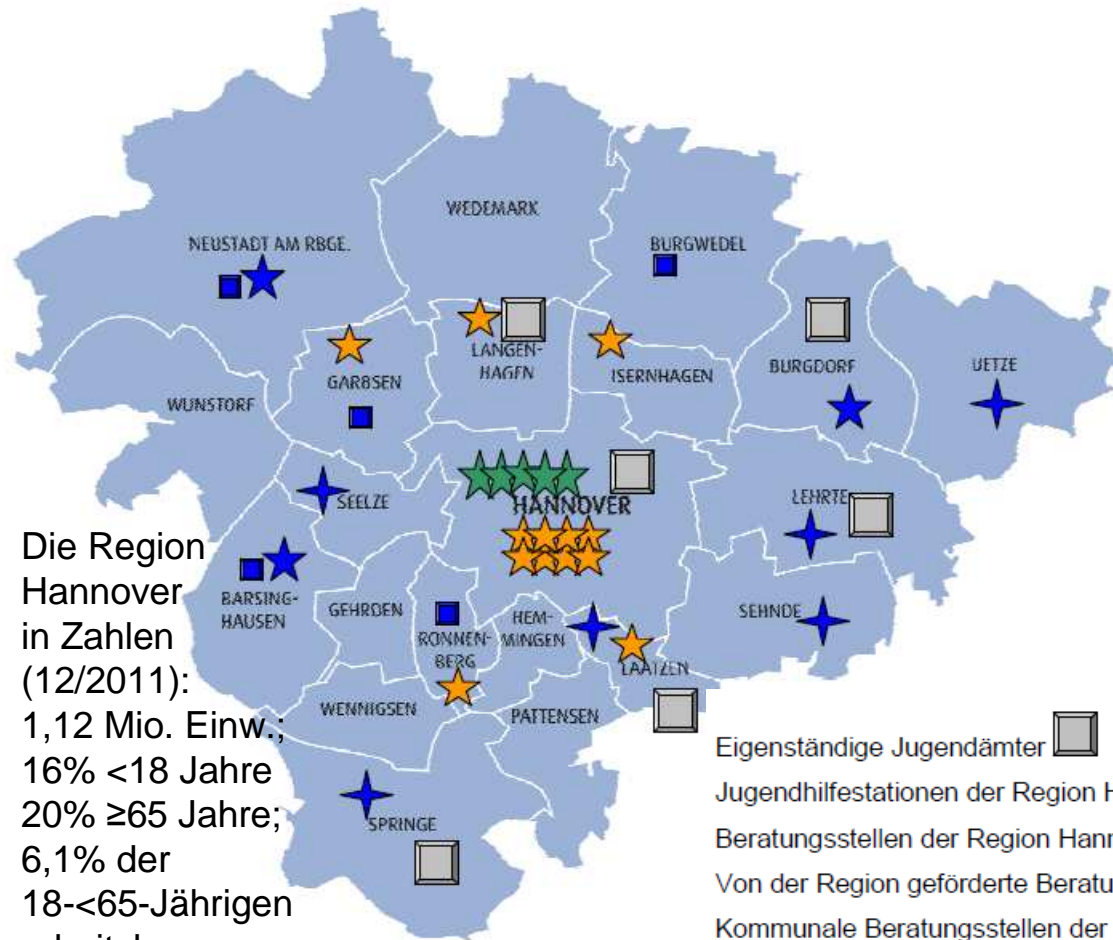 WEDEMARK
NEUSTADT AM RBGE.
BURGWEDEL
LANGEN-
HAGEN
ISERNHAGEN
BURGDORF
UETZE
GARBSEN
WUNSTORF
SEELZE
HANNOVER
LEHRTE
BARSING-
HAUSEN
GEHRDEN
RONNEN-
BERG
HEM-
MINGEN
SEHNDE
LAATZEN
WENNIGSEN
PATTENSEN
SPRINGE
Die Region
Hannover
in Zahlen
(12/2011):
1,12 Mio. Einw.;
16% <18 Jahre
20% ≥65 Jahre;
6,1% der
18-<65-Jährigen
Eigenständige Jugendämter
Jugendhilfestationen der Region H
Beratungsstellen der Region Hann
Von der Region geförderte Beratu
Kommunale Beratungsstellen der